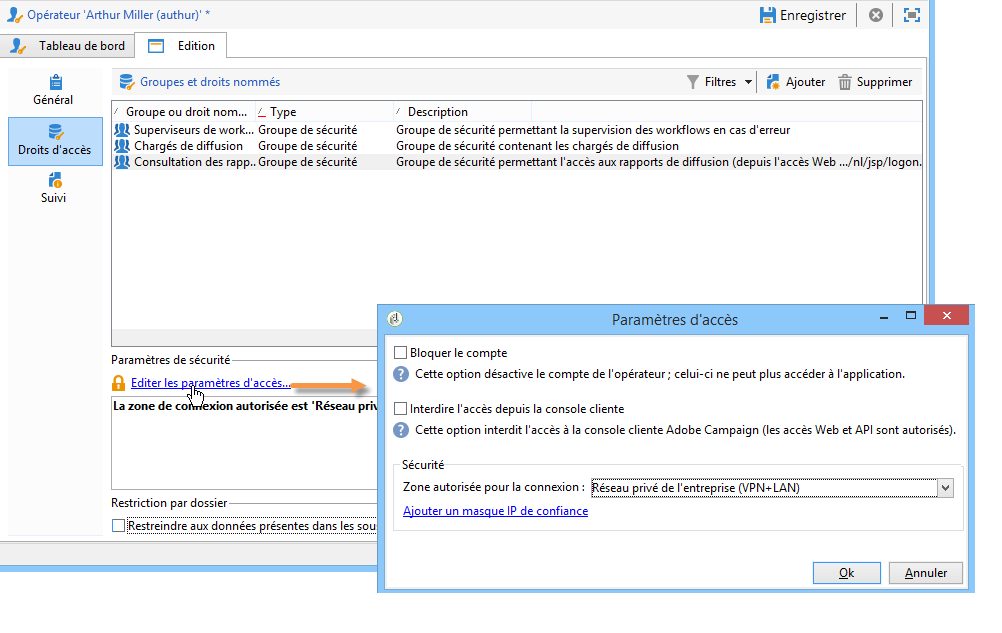 Opérateur 'Arthur Miller (authur)' *
Enregistrer
Tableau de bord
Edition
Général
Droits d'accès
Suivi
Groupes et droits nommés
Filtres
Ajouter
Supprimer
Groupe ou droit nom... Type Description
Superviseurs de work... Groupe de sécurité Groupe de sécurité permettant la supervision des workflows en cas d'erreur
Chargés de diffusion Groupe de sécurité Groupe de sécurité contenant les chargés de diffusion
Consultation des rapp.. Groupe de sécurité Groupe de sécurité permettant l'accès aux rapports de diffusion (depuis l'accès Web .../nl/jsp/logon.
Paramètres de sécurité
Editer les paramètres d'accès...
La zone de connexion autorisée est 'Réseau priv
Restriction par dossier
Restreindre aux données présentes dans les sou
Paramètres d'accès
Bloquer le compte
Cette option désactive le compte de l'opérateur ; celui-ci ne peut plus accéder à l'application.
Interdire l'accès depuis la console cliente
Cette option interdit l'accès à la console cliente Adobe Campaign (les accès Web et API sont autorisés).
Sécurité
Zone autorisée pour la connexion : Réseau privé de l'entreprise (VPN+LAN)
Ajouter un masque IP de confiance
Ok
Annuler